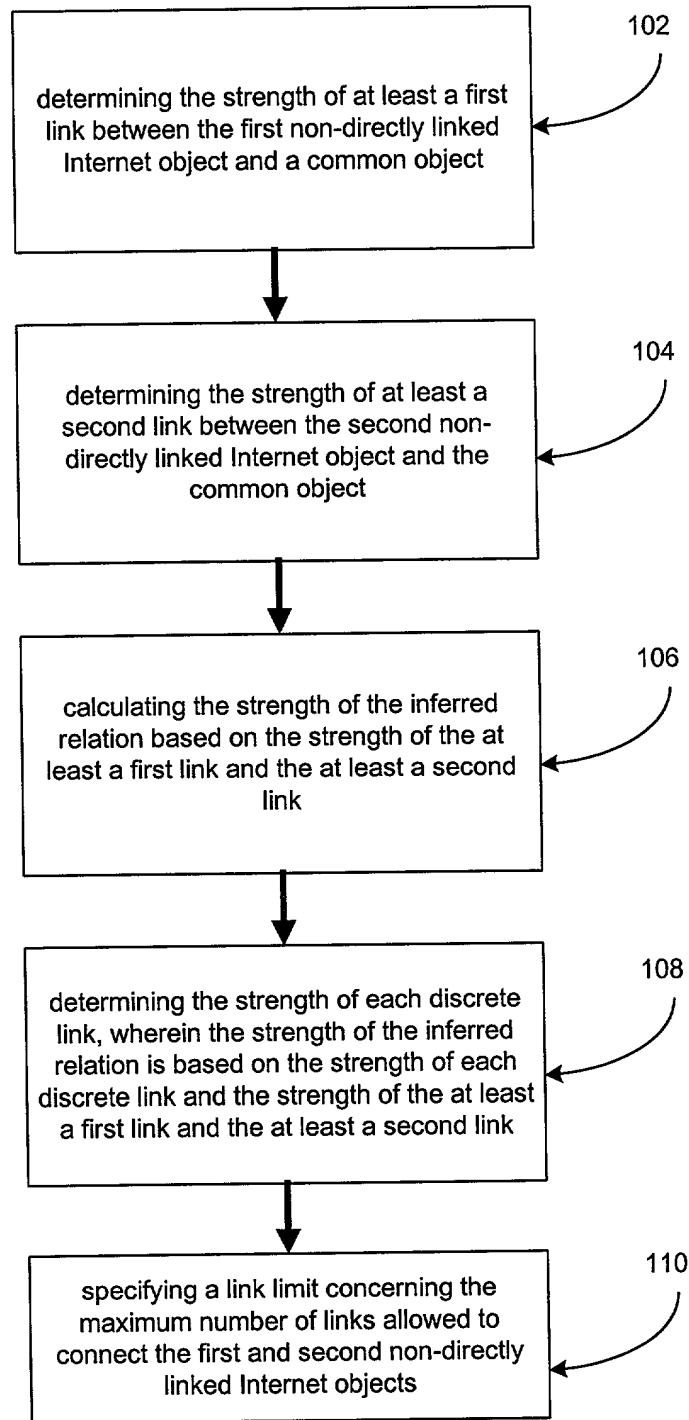 102
determining the strength of at least a first
link between the first non-directly linked
Internet object and a common object
104
determining the strength of at least a
second link between the second non-
directly linked Internet object and the
common object
106
calculating the strength of the inferred
relation based on the strength of the at
least a first link and the at least a second
link
108
determining the strength of each discrete
link, wherein the strength of the inferred
relation is based on the strength of each
discrete link and the strength of the at least
a first link and the at least a second link
110
specifying a link limit concerning the
maximum number of links allowed to
connect the first and second non-directly
linked Internet objects